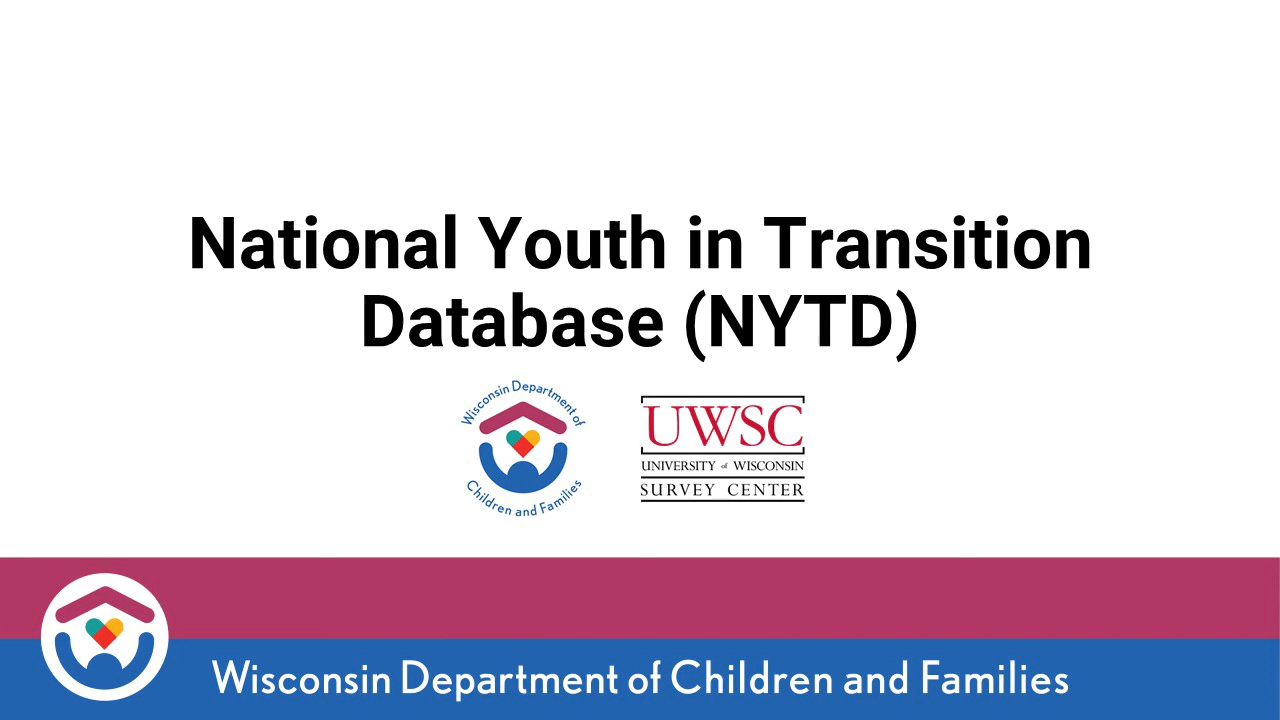 National Youth in Transition
Database (NYTD)
Wisconsin Department of
Children and Families
UWSC
UNIVERSITY of WISCONSIN
SURVEY CENTER
Wisconsin Department of Children and Families